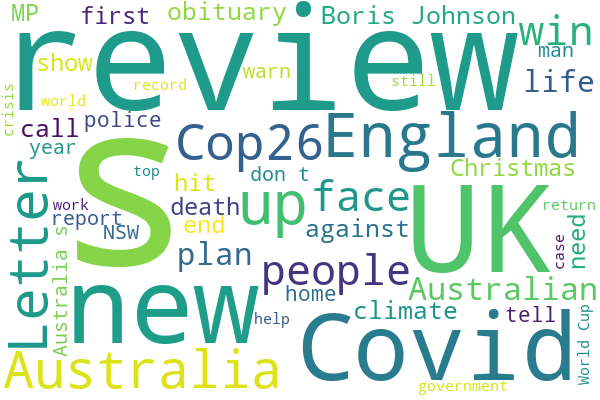 MP
first
obituary
Boris Johnson
win
review
show
warn
man
record
still
life
crisis
world
call
police
Cop26
England
year
S
top
don t
Christmas
Letter
hit
up
face
UK
work
death
return
report
NSW
end
against
need
Australia s
plan
case
people
Australian
new
home
climate
tell
World Cup
help
Covid
Australia
government